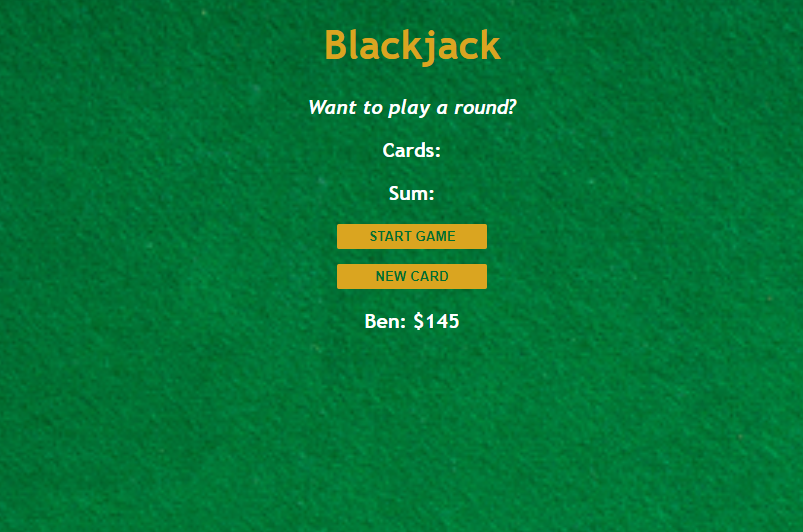 Blackjack
Want to play a round?
Cards:
Sum:
START GAME
NEW CARD
Ben: $145